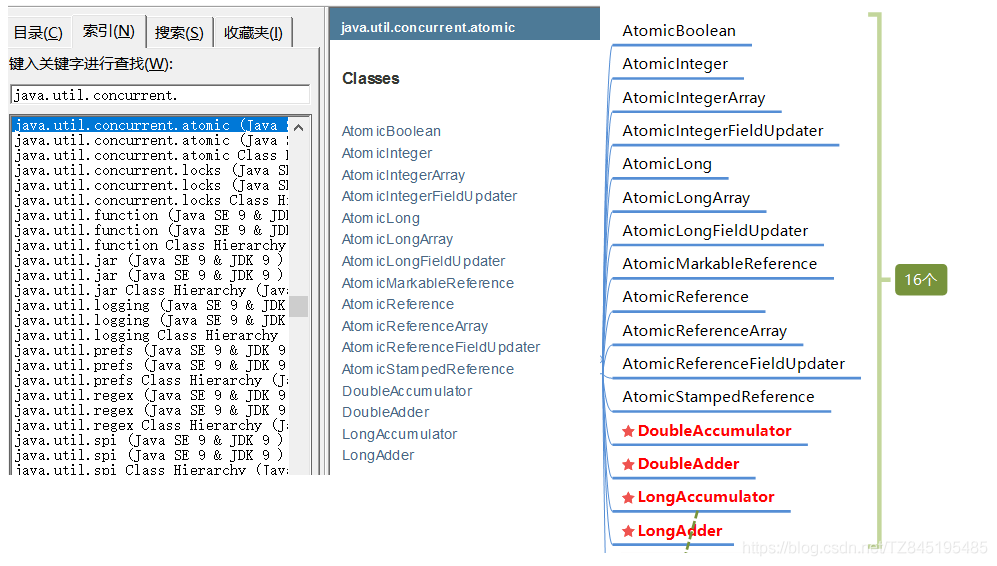 目录(C) 索引(N) 搜索(S) 收藏夹(I)
键入关键字进行查找(W):
java.util.concurrent.
java.util.concurrent.atomic (Java S
java.util.concurrent.atomic (Java S
java.util.concurrent.atomic Class H
java.util.concurrent.locks (Java SE
java.util.concurrent.locks (Java SE
java.util.concurrent.locks Class Hi
java.util.function (Java SE 9 & JDK
java.util.function (Java SE 9 & JDK
java.util.function Class Hierarchy
java.util.jar (Java SE 9 & JDK 9 )
java.util.jar (Java SE 9 & JDK 9 )
java.util.jar Class Hierarchy (Java
java.util.logging (Java SE 9 & JDK
java.util.logging (Java SE 9 & JDK
java.util.logging Class Hierarchy
java.util.prefs (Java SE 9 & JDK 9
java.util.prefs (Java SE 9 & JDK 9
java.util.prefs Class Hierarchy (Ja
java.util.regex (Java SE 9 & JDK 9
java.util.regex (Java SE 9 & JDK 9
java.util.regex Class Hierarchy (Ja
java.util.spi (Java SE 9 & JDK 9 )
java.util.spi (Java SE 9 & JDK 9 )
java.util.spi Class Hierarchy (Java
java.util.concurrent.atomic
Classes
AtomicBoolean
AtomicInteger
AtomicIntegerArray
AtomicIntegerFieldUpdater
AtomicLong
AtomicLongArray
AtomicLongFieldUpdater
AtomicMarkableReference
AtomicReference
AtomicReferenceArray
AtomicReferenceFieldUpdater
AtomicStampedReference
DoubleAccumulator
DoubleAdder
LongAccumulator
LongAdder
AtomicBoolean
AtomicInteger
AtomicIntegerArray
AtomicIntegerFieldUpdater
AtomicLong
AtomicLongArray
AtomicLongFieldUpdater
AtomicMarkableReference
AtomicReference
AtomicReferenceArray
AtomicReferenceFieldUpdater
AtomicStampedReference
DoubleAccumulator
DoubleAdder
LongAccumulator
LongAdder
16个
https://blog.csdn.net/TZ845195485